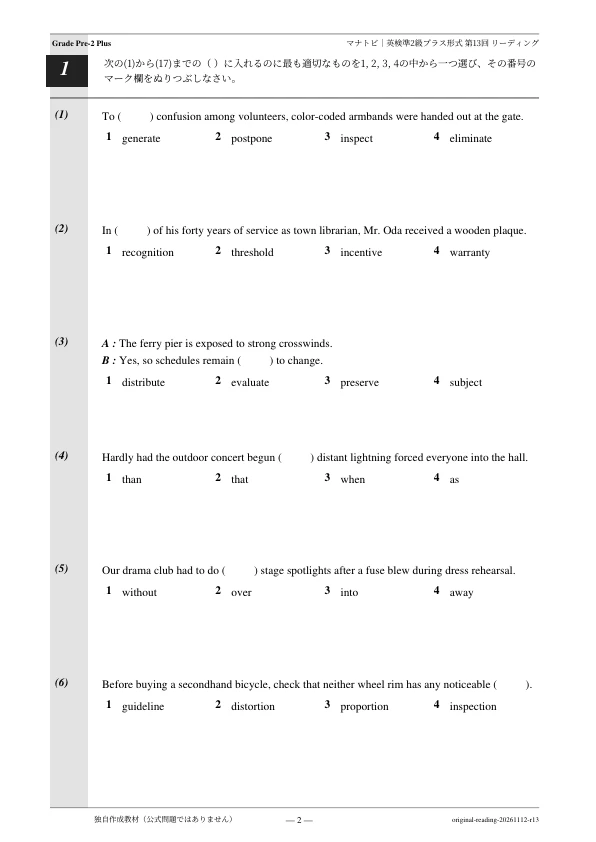 Grade Pre-2 Plus
マナトビ｜英検準2級プラス形式 第13回 リーディング
1
次の(1)から(17)までの（ ）に入れるのに最も適切なものを1, 2, 3, 4の中から一つ選び、その番号の
マーク欄をぬりつぶしなさい。
(1) To (　　) confusion among volunteers, color-coded armbands were handed out at the gate.
1 generate 2 postpone 3 inspect 4 eliminate
(2) In (　　) of his forty years of service as town librarian, Mr. Oda received a wooden plaque.
1 recognition 2 threshold 3 incentive 4 warranty
(3) A : The ferry pier is exposed to strong crosswinds.
B : Yes, so schedules remain (　　) to change.
1 distribute 2 evaluate 3 preserve 4 subject
(4) Hardly had the outdoor concert begun (　　) distant lightning forced everyone into the hall.
1 than 2 that 3 when 4 as
(5) Our drama club had to do (　　) stage spotlights after a fuse blew during dress rehearsal.
1 without 2 over 3 into 4 away
(6) Before buying a secondhand bicycle, check that neither wheel rim has any noticeable (　　).
1 guideline 2 distortion 3 proportion 4 inspection
独自作成教材（公式問題ではありません）
— 2 —
original-reading-20261112-r13